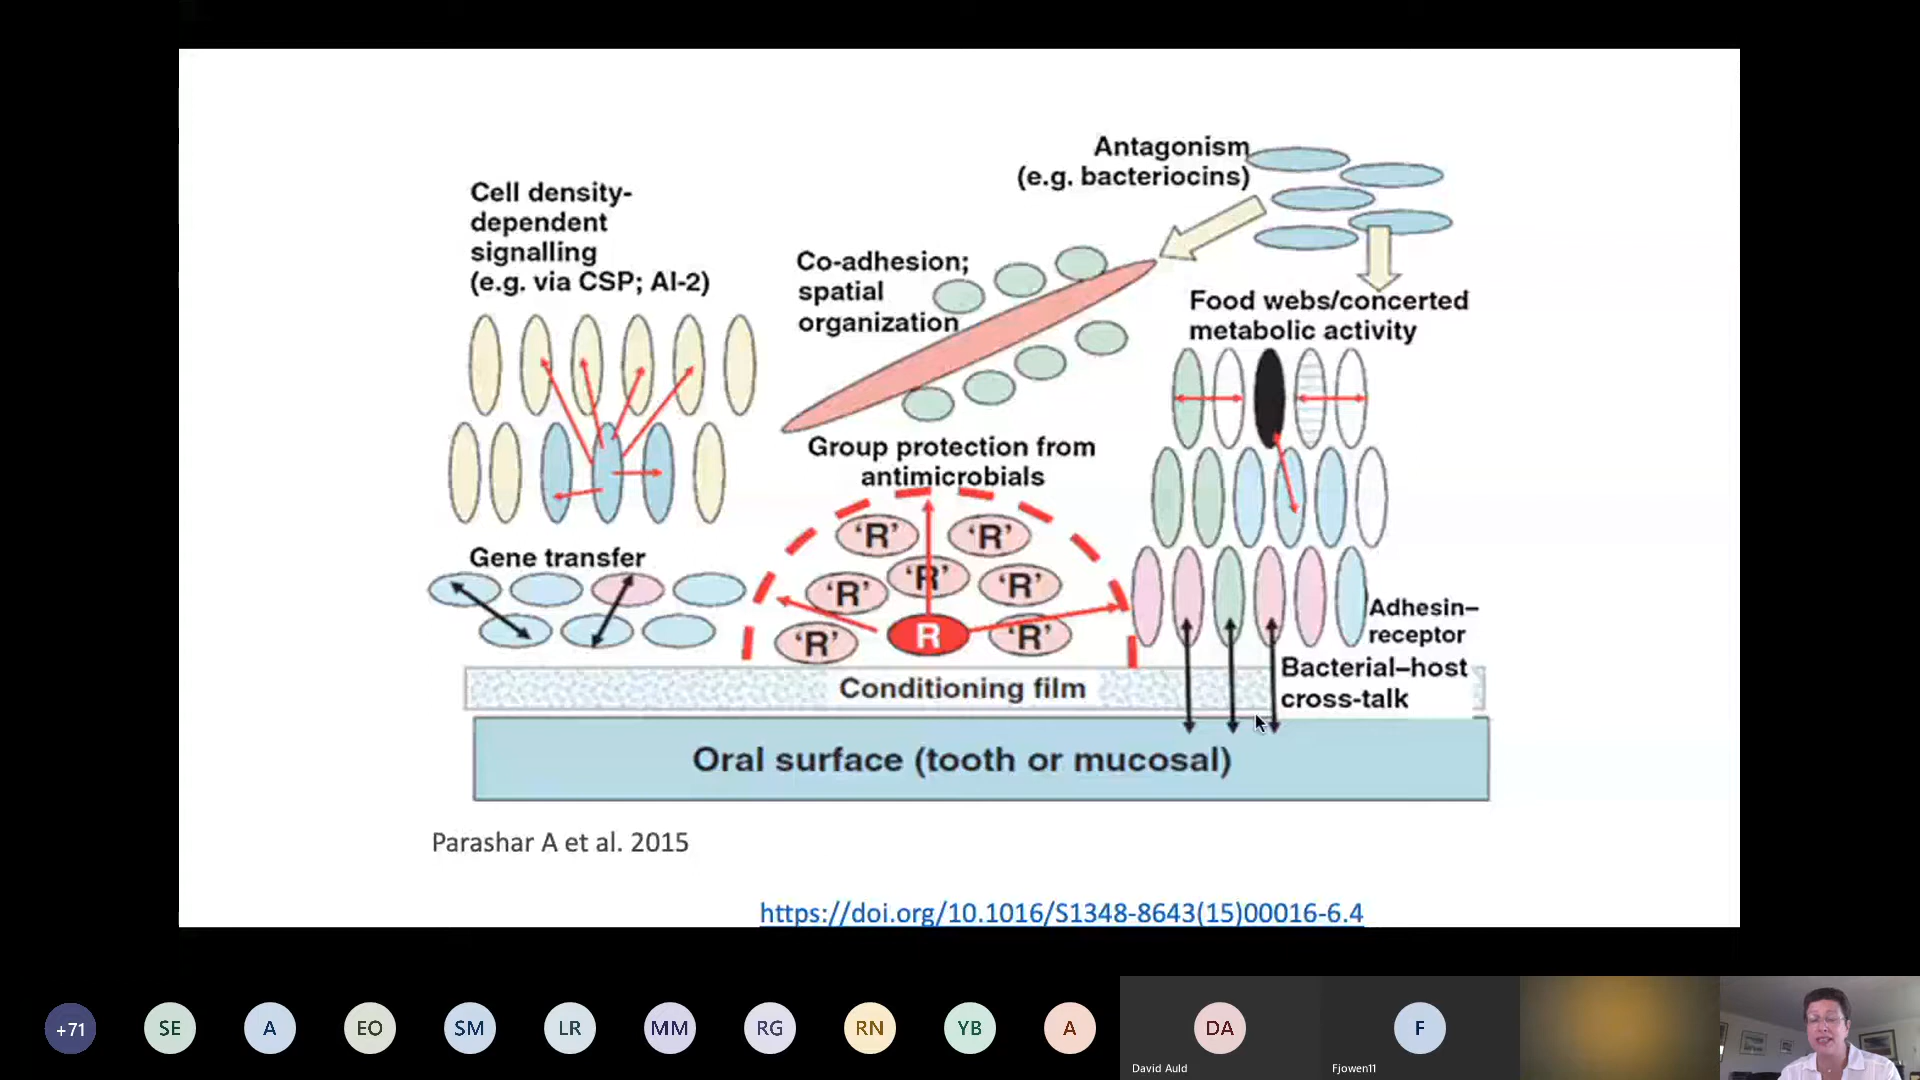 Antagonism
(e.g. bacteriocins)
Cell density-
dependent
signalling
(e.g. via CSP; AI-2)
Co-adhesion;
spatial
organization
Food webs/concerted
metabolic activity
Group protection from
antimicrobials
'R' 'R'
'R' 'R' 'R'
'R' R 'R'
Gene transfer
Adhesin–
receptor
Bacterial–host
cross-talk
Conditioning film
Oral surface (tooth or mucosal)
Parashar A et al. 2015
https://doi.org/10.1016/S1348-8643(15)00016-6.4
+71 SE A EO SM LR MM RG RN YB A DA F
David Auld
Fjowen11